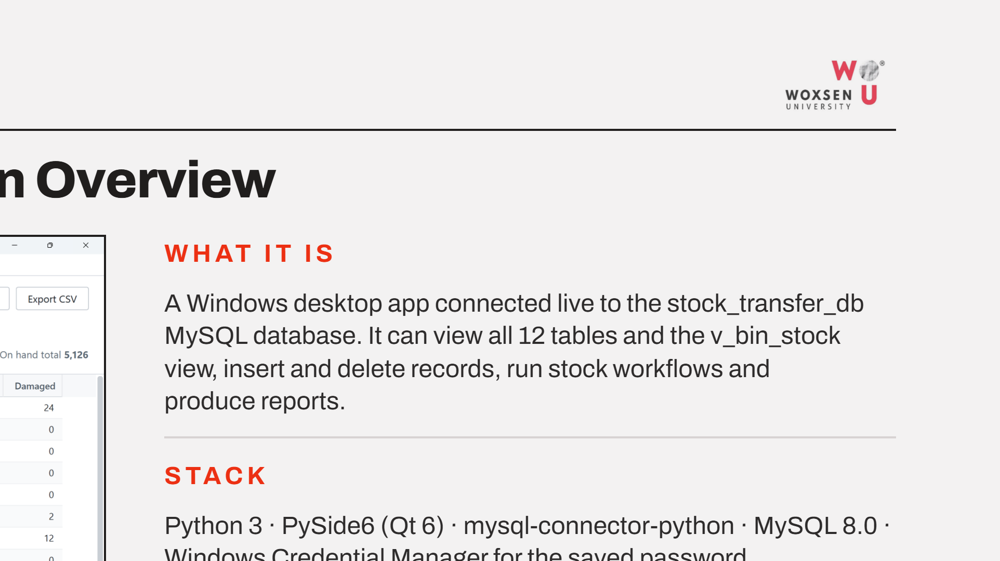 W ®
WOXSEN U
UNIVERSITY
n Overview
Export CSV
On hand total 5,126
Damaged
24
0
0
0
0
2
12
0
WHAT IT IS
A Windows desktop app connected live to the stock_transfer_db
MySQL database. It can view all 12 tables and the v_bin_stock
view, insert and delete records, run stock workflows and
produce reports.
STACK
Python 3 · PySide6 (Qt 6) · mysql-connector-python · MySQL 8.0 ·
Windows Credential Manager for the saved password